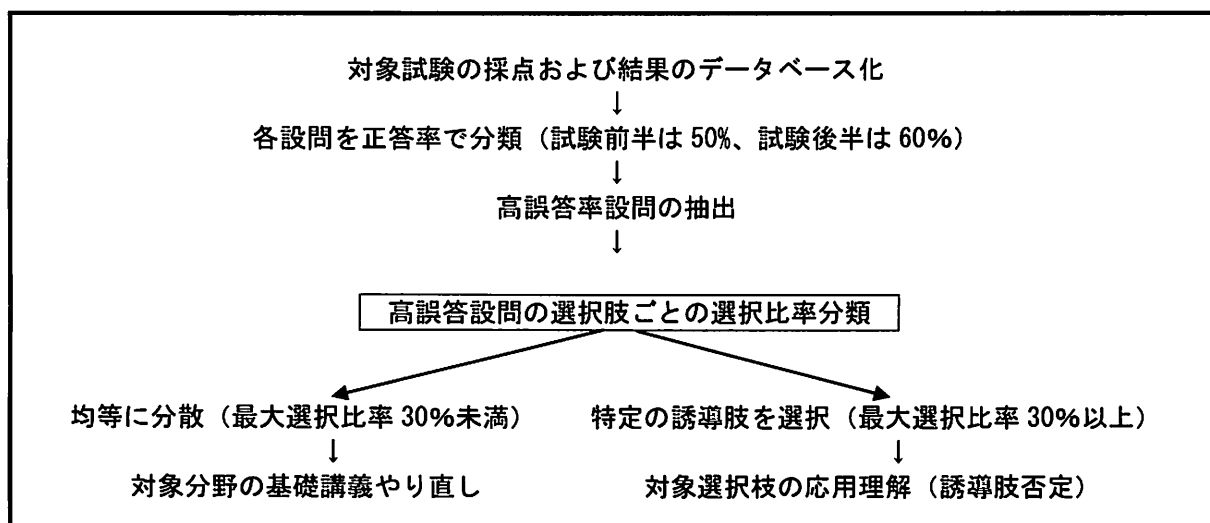 対象試験の採点および結果のデータベース化
↓
各設問を正答率で分類（試験前半は50%、試験後半は60%）
↓
高誤答率設問の抽出
↓
高誤答設問の選択肢ごとの選択比率分類
均等に分散（最大選択比率30%未満）
特定の誘導肢を選択（最大選択比率30%以上）
↓
↓
対象分野の基礎講義やり直し
対象選択枝の応用理解（誘導肢否定）